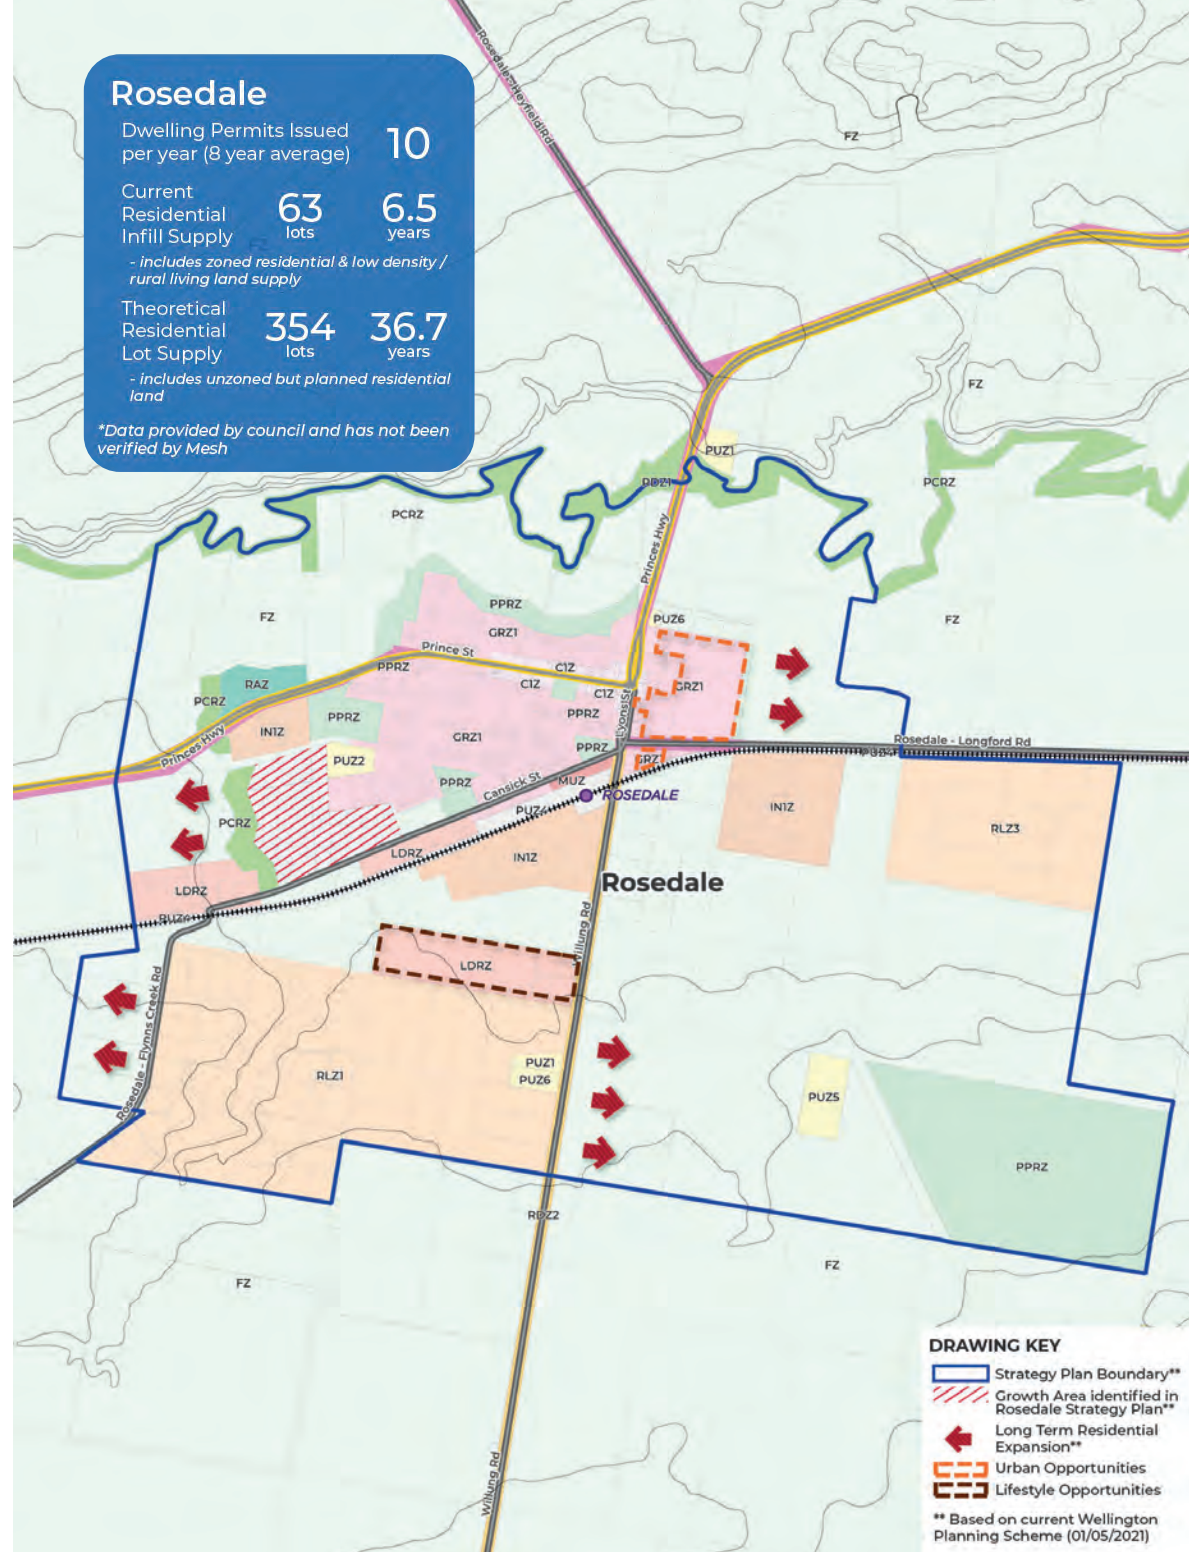 Rosedale
Dwelling Permits Issued
per year (8 year average)
10
Current
Residential
Infill Supply
63
lots
6.5
years
FZ
- includes zoned residential & low density /
rural living land supply
Theoretical
Residential
Lot Supply
354
lots
36.7
years
- includes unzoned but planned residential
land
*Data provided by council and has not been
verified by Mesh
Rosedale - Heyfield Rd
FZ
FZ
PUZ1
PCRZ
PCRZ
Princes Hwy
FZ
PPRZ
GRZ1
PUZ6
FZ
Prince St
PPRZ
C1Z
C1Z
C1Z
GRZ1
RAZ
PCRZ
PPRZ
PPRZ
Lyons St
IN1Z
GRZ1
PPRZ
Princes Hwy
PUZ2
Rosedale - Longford Rd
MUZ
PPRZ
Cansick St
ROSEDALE
PUZ4
IN1Z
PCRZ
RLZ3
LDRZ
IN1Z
Rosedale
LDRZ
PUZ4
Willung Rd
LDRZ
Rosedale - Flynns Creek Rd
PUZ1
PUZ6
RLZ1
PUZ5
PPRZ
RDZ2
FZ
FZ
Willung Rd
DRAWING KEY
Strategy Plan Boundary**
Growth Area identified in
Rosedale Strategy Plan**
Long Term Residential
Expansion**
Urban Opportunities
Lifestyle Opportunities
** Based on current Wellington
Planning Scheme (01/05/2021)